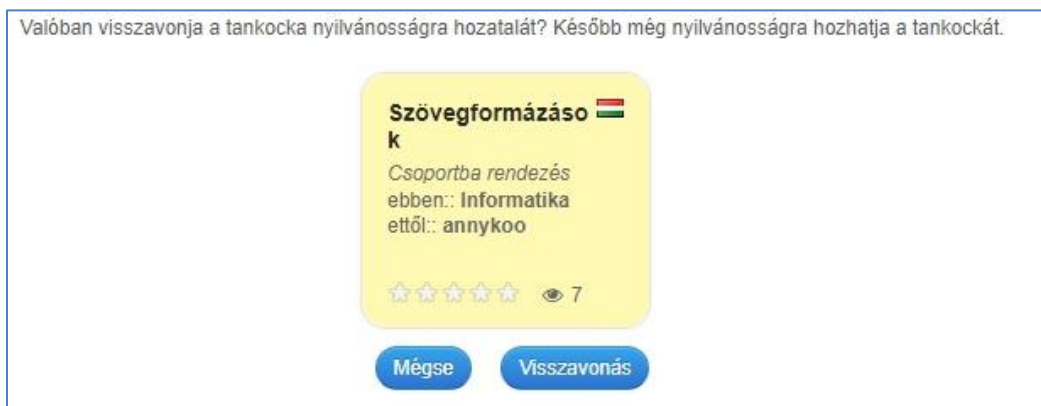 Valóban visszavonja a tankocka nyilvánosságra hozatalát? Később még nyilvánosságra hozhatja a tankockát.
Szövegformázáso
k
Csoportba rendezés
ebben:: Informatika
ettől:: annykoo
7
Mégse Visszavonás